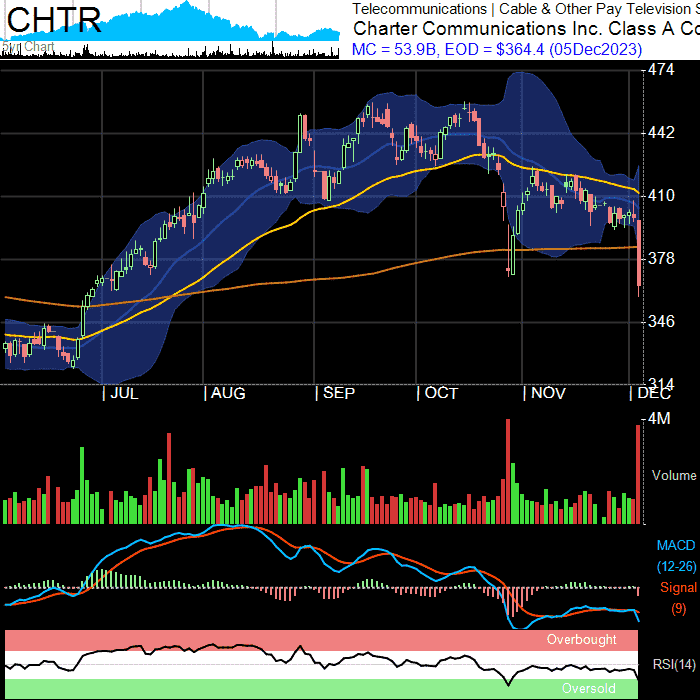 CHTR
5yr Chart
Telecommunications | Cable & Other Pay Television S
Charter Communications Inc. Class A Co
MC = 53.9B, EOD = $364.4 (05Dec2023)
474
442
410
378
346
314
| JUL
| AUG
| SEP
| OCT
| NOV
| DEC
4M
Volume
MACD
(12-26)
Signal
(9)
Overbought
RSI(14)
Oversold